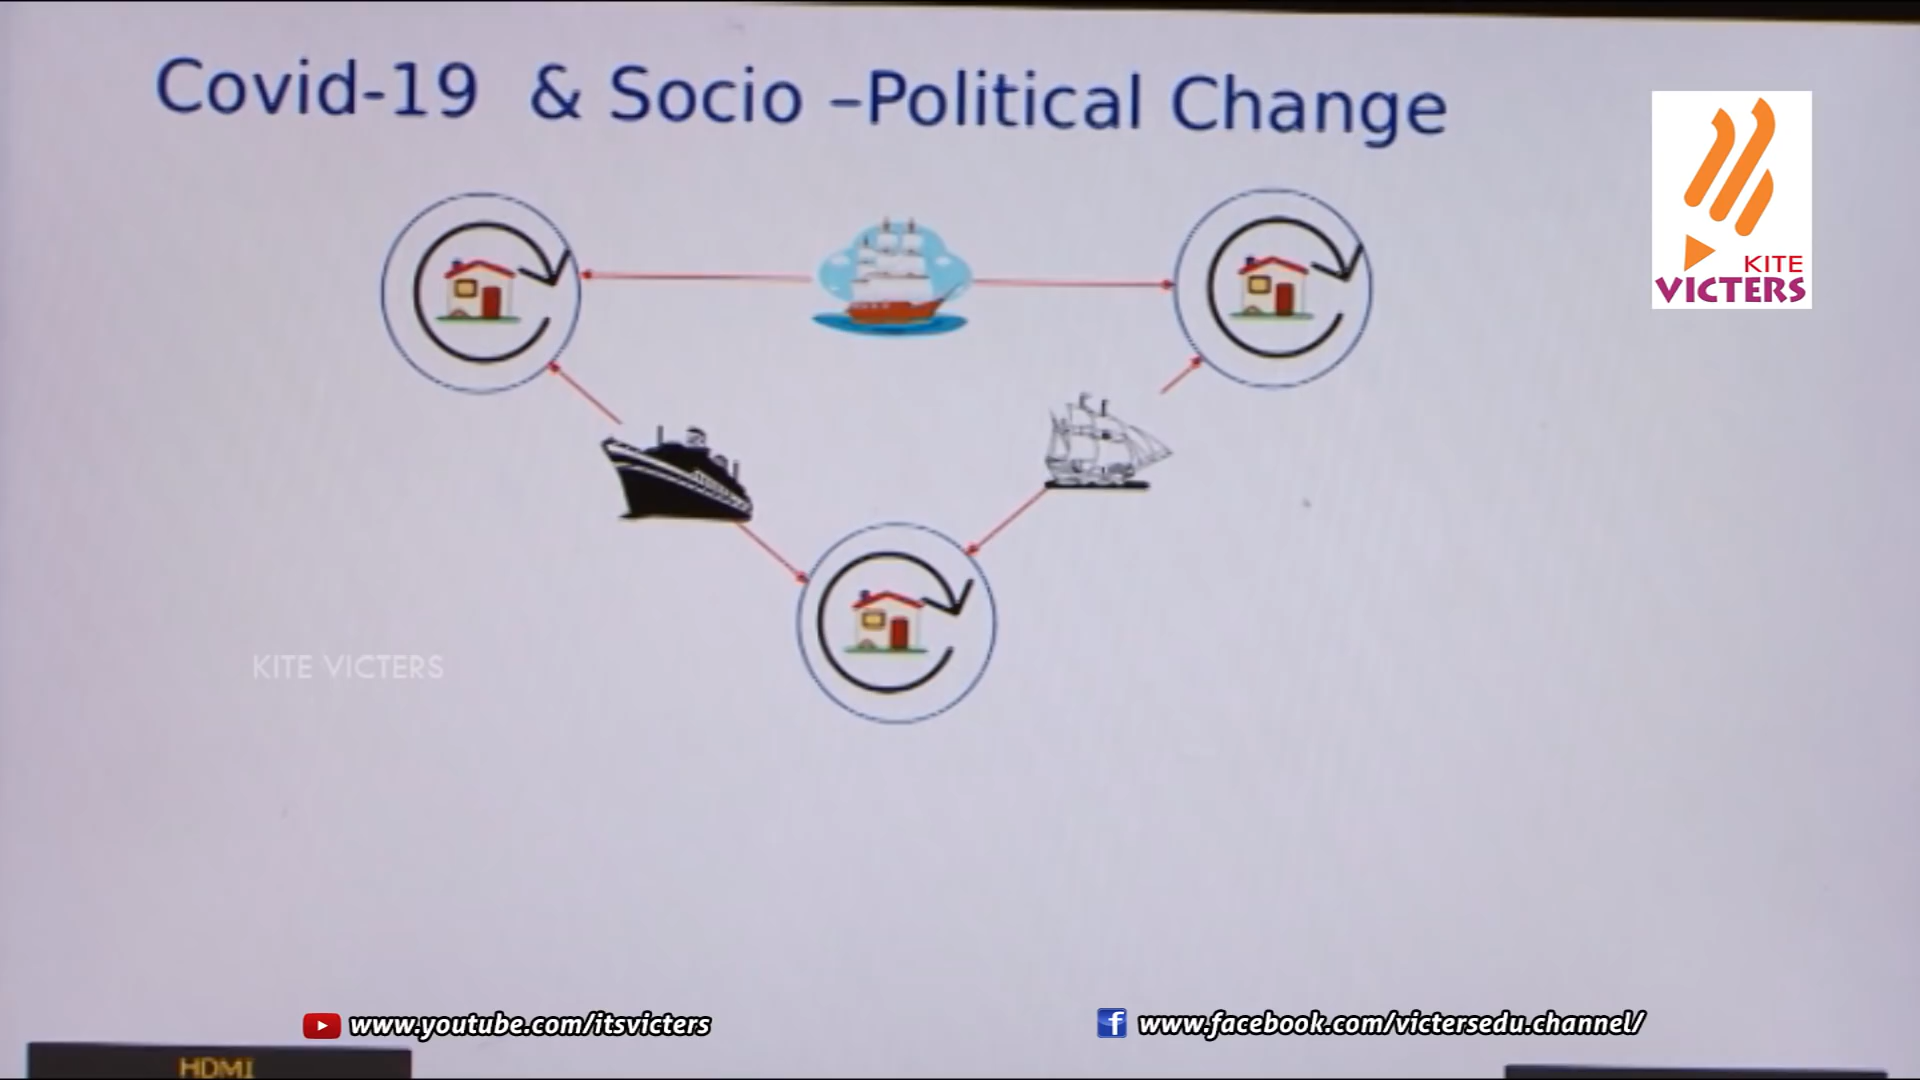 Covid-19 & Socio –Political Change
KITE
VICTERS
KITE VICTERS
www.youtube.com/itsvicters
www.facebook.com/victersedu.channel/
HDMI